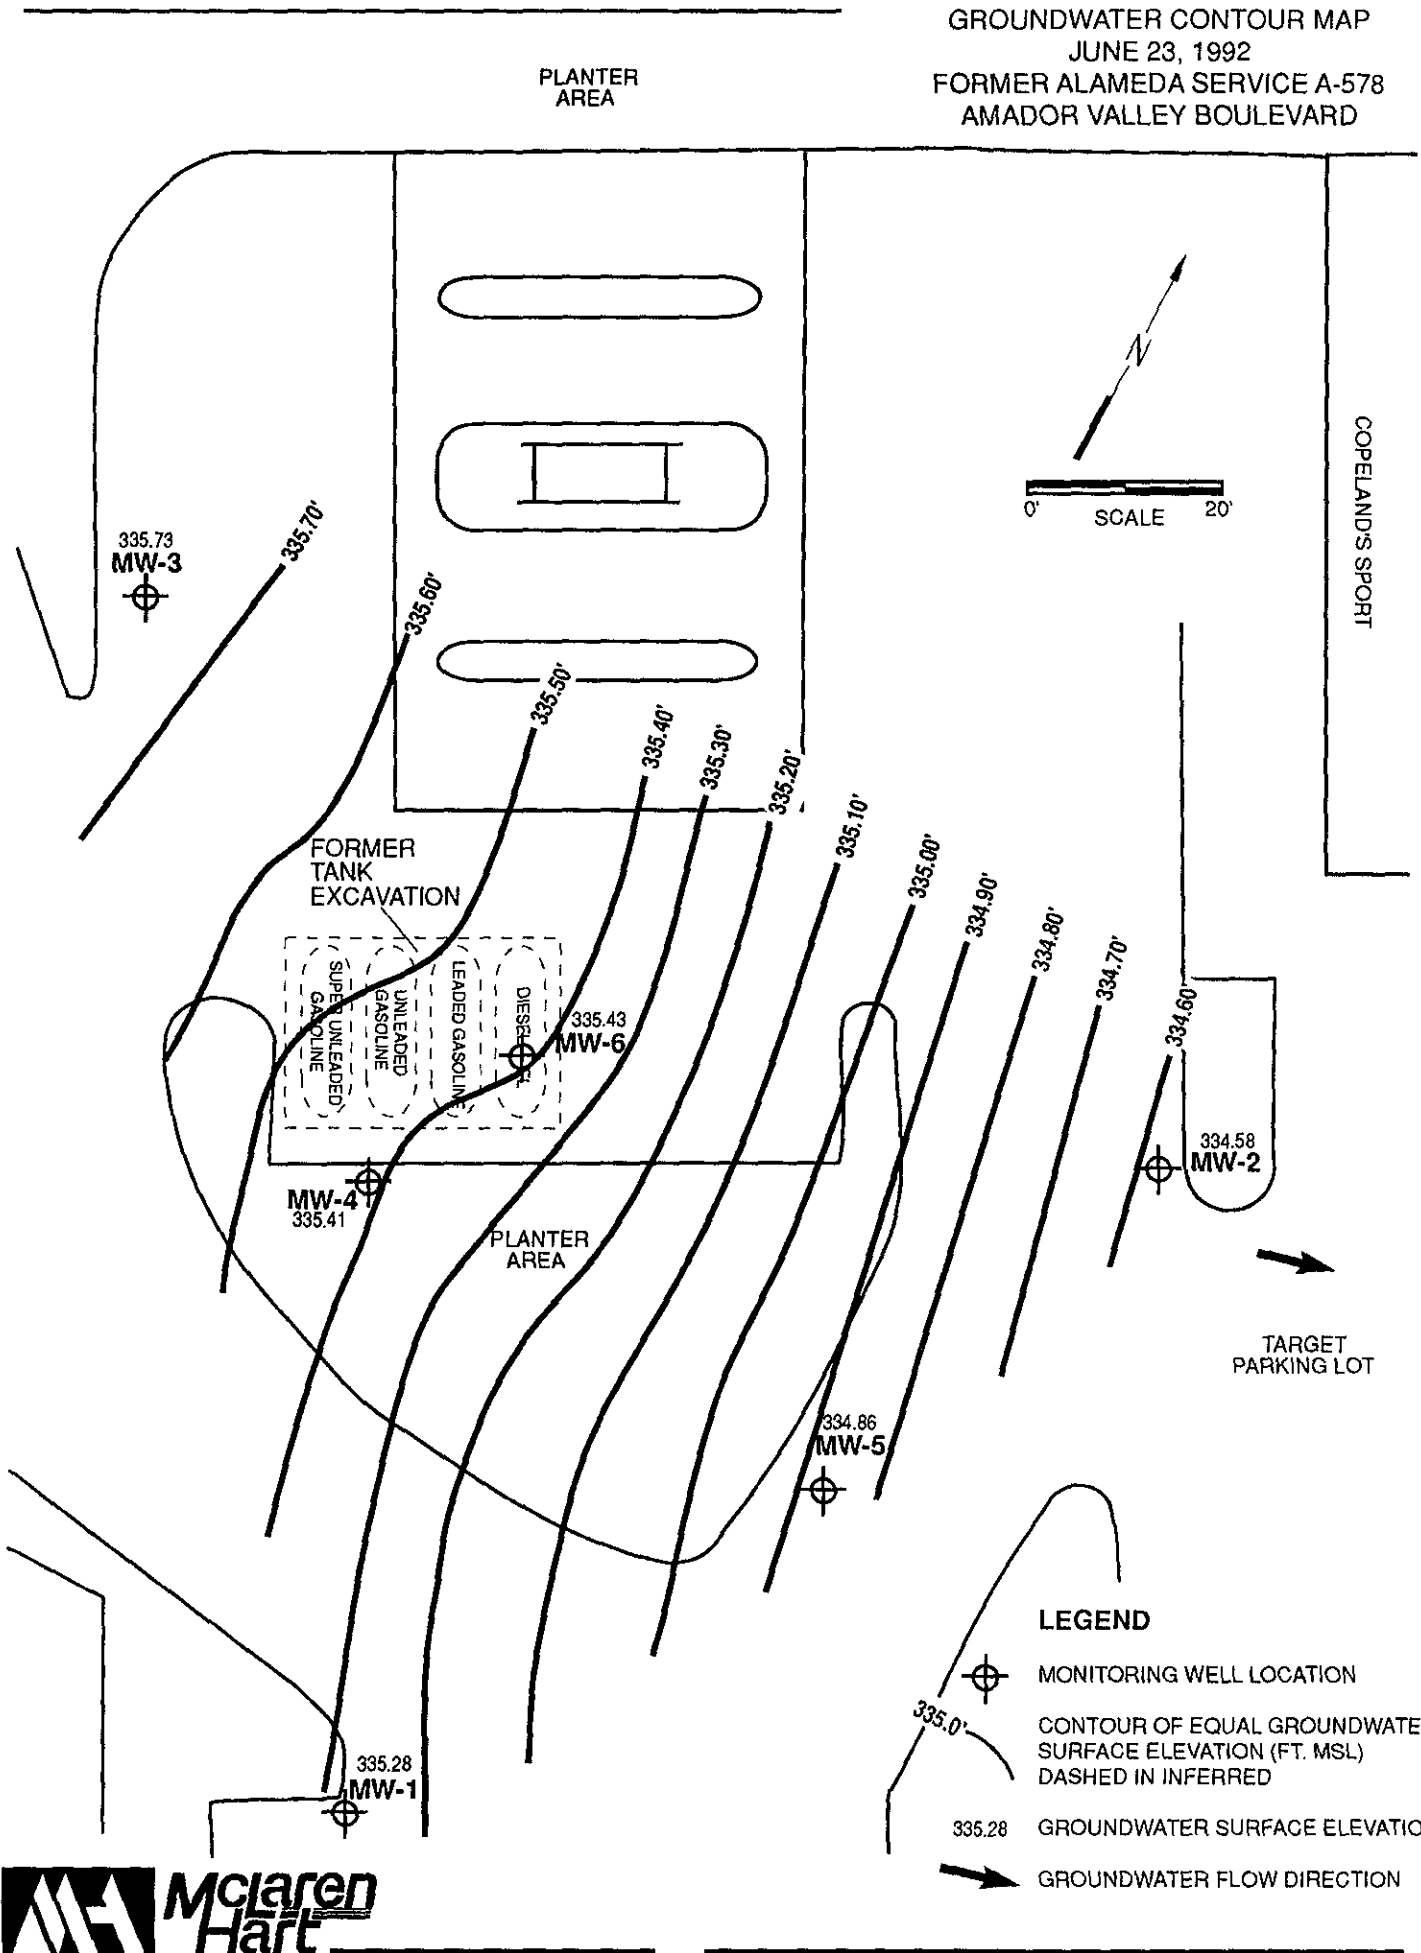 GROUNDWATER CONTOUR MAP
JUNE 23, 1992
FORMER ALAMEDA SERVICE A-578
AMADOR VALLEY BOULEVARD
PLANTER
AREA
N
0'
SCALE
20'
COPELAND'S SPORT
335.73
MW-3
335.70'
335.60'
335.50'
335.40'
335.30'
335.20'
335.10'
335.00'
334.90'
334.80'
334.70'
334.60'
FORMER
TANK
EXCAVATION
SUPER UNLEADED
GASOLINE
UNLEADED
GASOLINE
LEADED GASOLINE
335.43
MW-6
334.58
MW-2
MW-4
335.41
PLANTER
AREA
TARGET
PARKING LOT
334.86
MW-5
LEGEND
MONITORING WELL LOCATION
335.0'
CONTOUR OF EQUAL GROUNDWATE
SURFACE ELEVATION (FT. MSL)
DASHED IN INFERRED
335.28
MW-1
335.28 GROUNDWATER SURFACE ELEVATIO
GROUNDWATER FLOW DIRECTION
McLaren
Hart